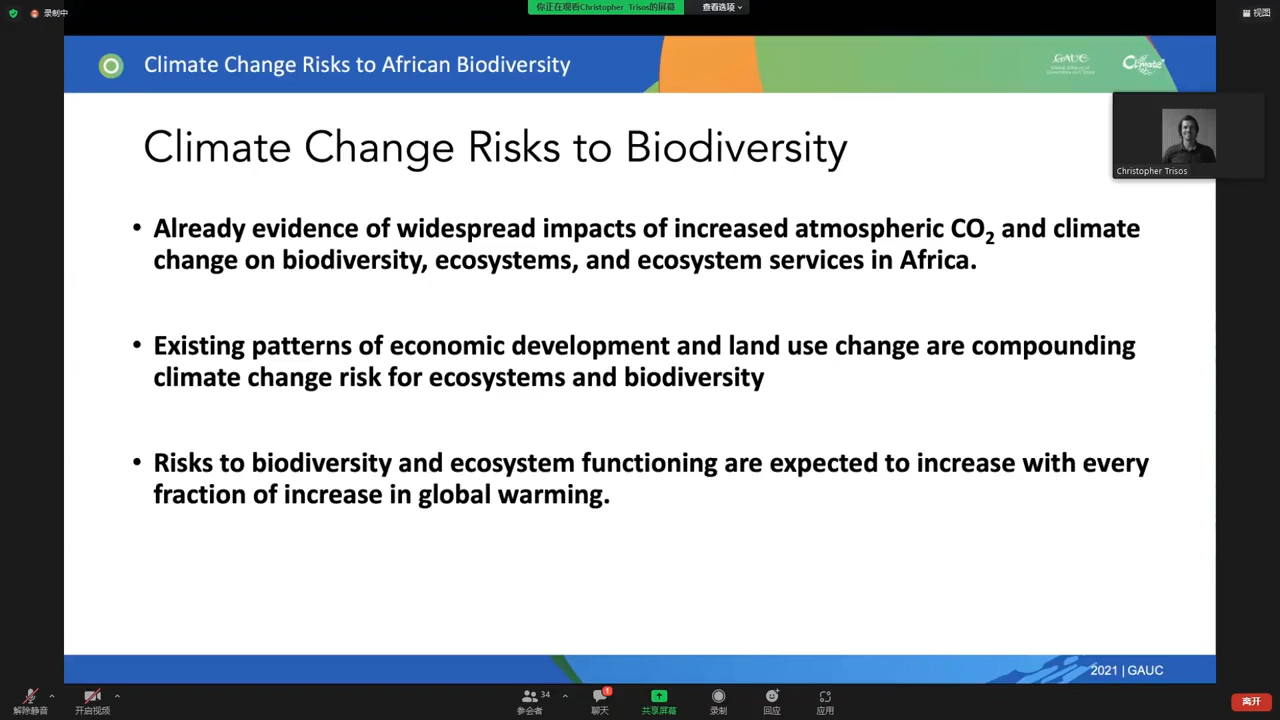 录制中
你正在观看Christopher Trisos的屏幕
查看选项
视图
Climate Change Risks to African Biodiversity
GAUC
Climate
Christopher Trisos
Climate Change Risks to Biodiversity
• Already evidence of widespread impacts of increased atmospheric CO₂ and climate
change on biodiversity, ecosystems, and ecosystem services in Africa.
• Existing patterns of economic development and land use change are compounding
climate change risk for ecosystems and biodiversity
• Risks to biodiversity and ecosystem functioning are expected to increase with every
fraction of increase in global warming.
2021 | GAUC
解除静音
开启视频
34
参会者
1
聊天
共享屏幕
录制
回应
应用
离开